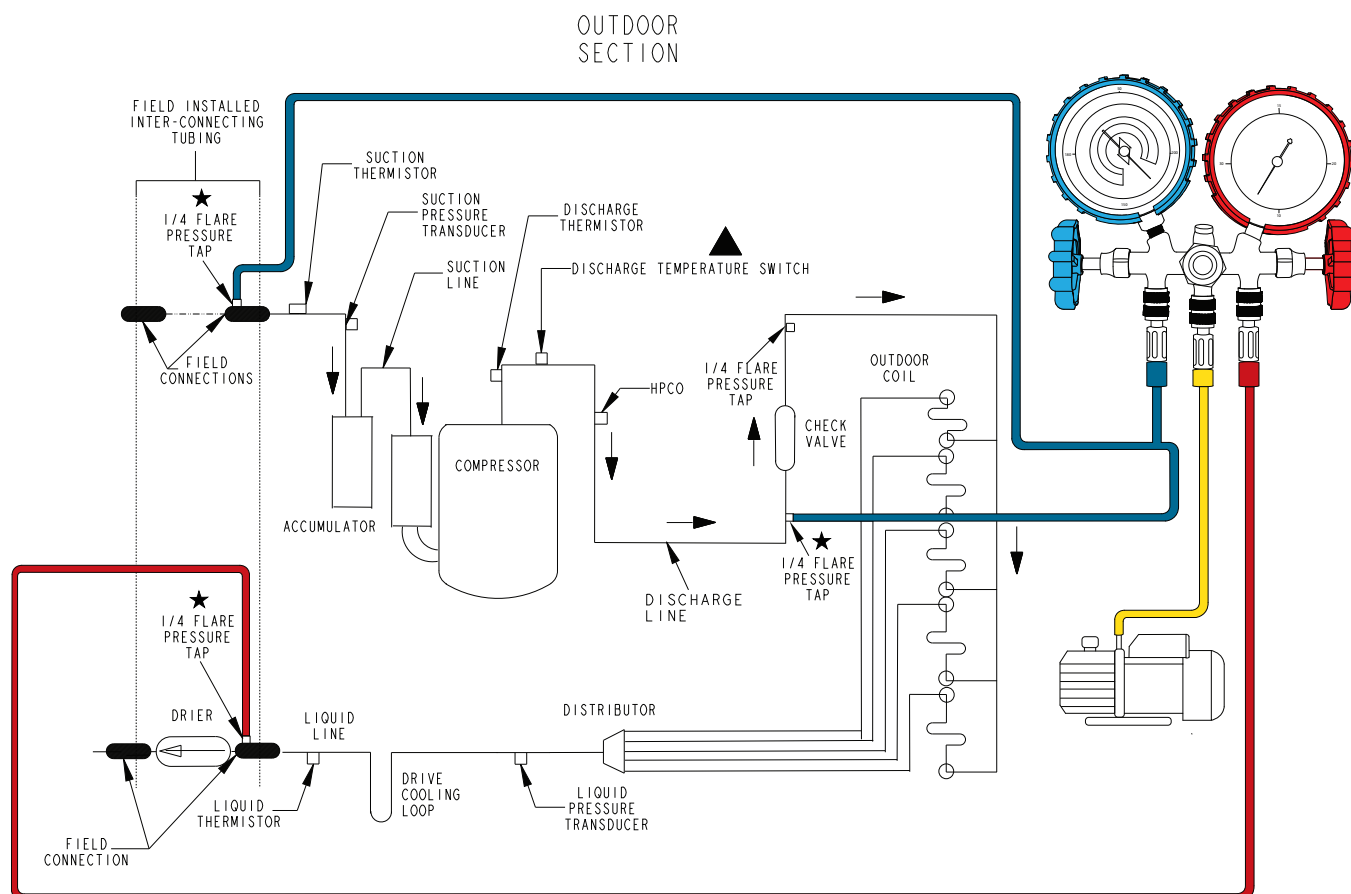 OUTDOOR
SECTION
FIELD INSTALLED
INTER-CONNECTING
TUBING
1/4 FLARE
PRESSURE
TAP
SUCTION
THERMISTOR
SUCTION
PRESSURE
TRANSDUCER
SUCTION
LINE
DISCHARGE
THERMISTOR
DISCHARGE TEMPERATURE SWITCH
FIELD
CONNECTIONS
HPCO
1/4 FLARE
PRESSURE
TAP
OUTDOOR
COIL
CHECK
VALVE
COMPRESSOR
ACCUMULATOR
1/4 FLARE
PRESSURE
TAP
DISCHARGE
LINE
1/4 FLARE
PRESSURE
TAP
DRIER
LIQUID
LINE
DISTRIBUTOR
DRIVE
COOLING
LOOP
LIQUID
THERMISTOR
LIQUID
PRESSURE
TRANSDUCER
FIELD
CONNECTION